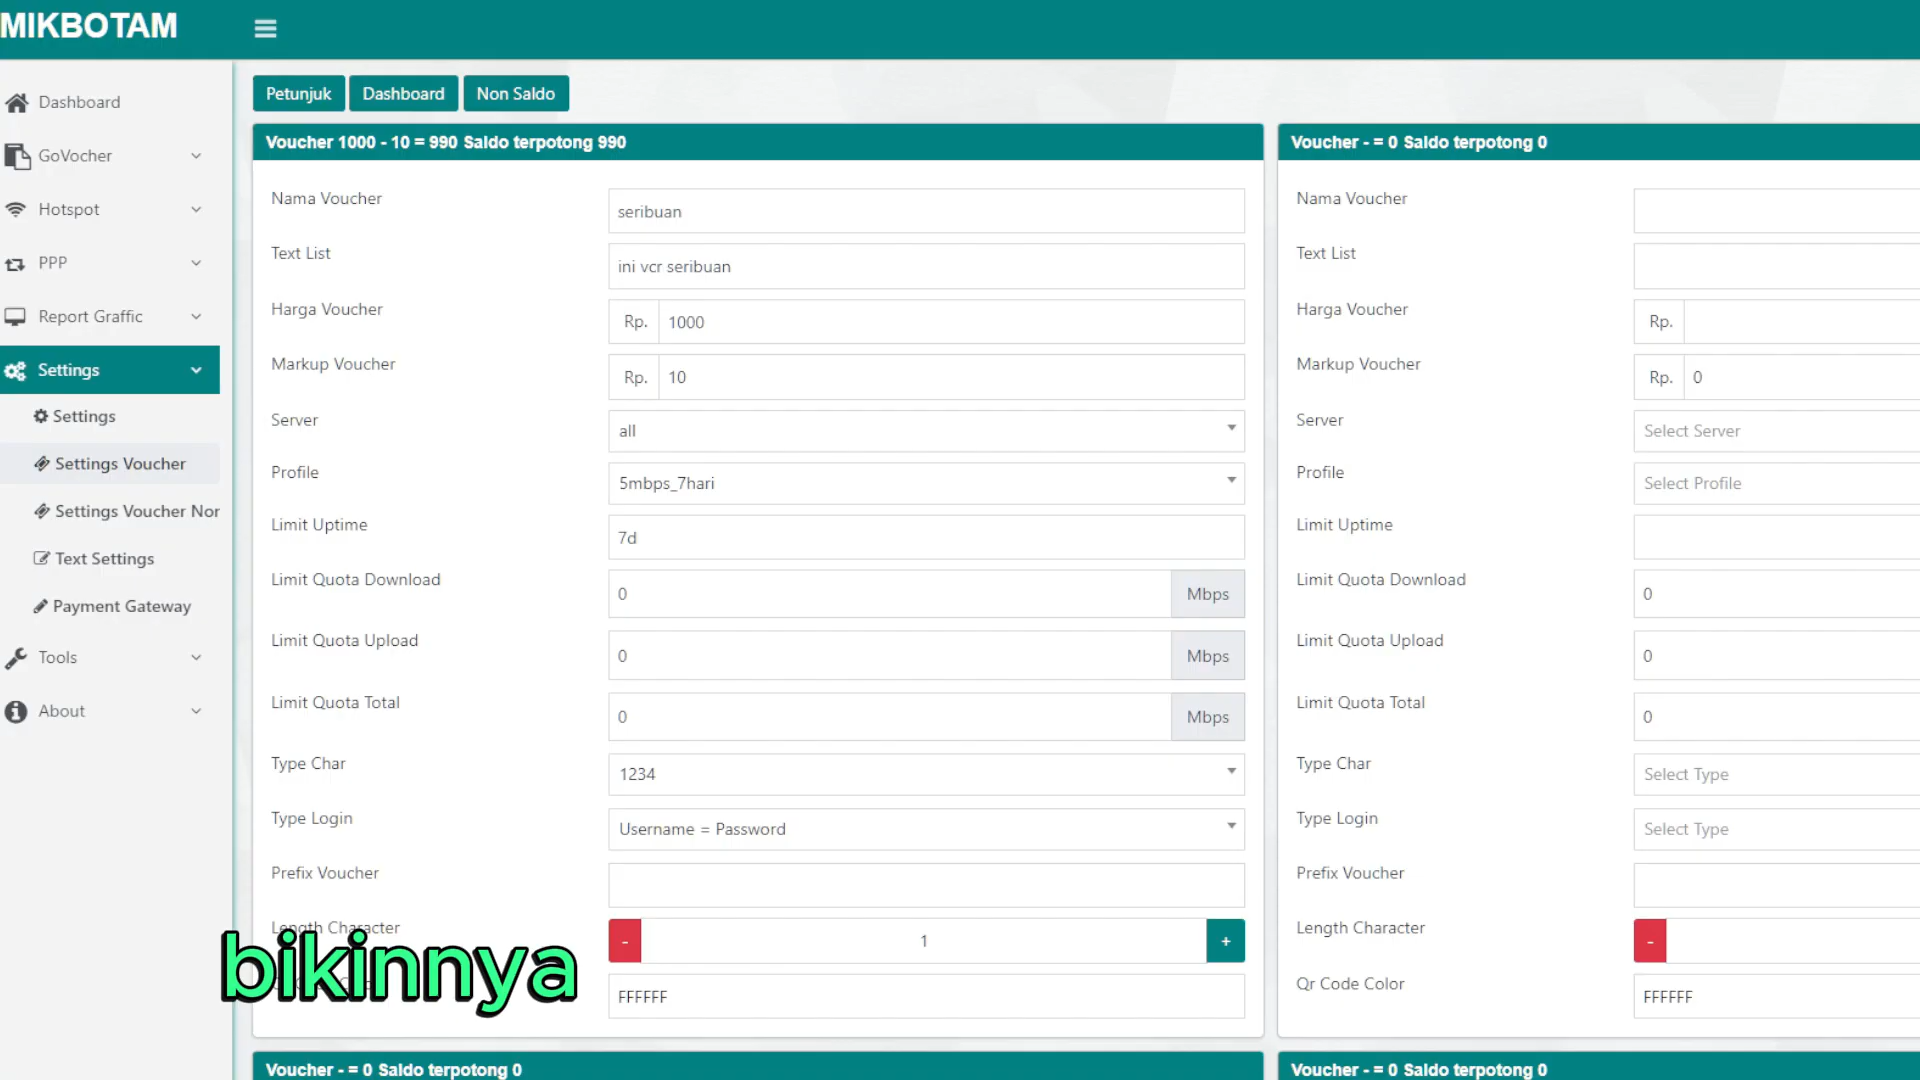 MIKBOTAM
Dashboard
GoVocher
Hotspot
PPP
Report Graffic
Settings
Settings
Settings Voucher
Settings Voucher Nor
Text Settings
Payment Gateway
Tools
About
Petunjuk Dashboard Non Saldo
Voucher 1000 - 10 = 990 Saldo terpotong 990
Nama Voucher seribuan
Text List ini vcr seribuan
Harga Voucher Rp. 1000
Markup Voucher Rp. 10
Server all
Profile 5mbps_7hari
Limit Uptime 7d
Limit Quota Download 0 Mbps
Limit Quota Upload 0 Mbps
Limit Quota Total 0 Mbps
Type Char 1234
Type Login Username = Password
Prefix Voucher
Length Character - 1 +
FFFFFF
bikinnya
Voucher - = 0 Saldo terpotong 0
Nama Voucher
Text List
Harga Voucher Rp.
Markup Voucher Rp. 0
Server Select Server
Profile Select Profile
Limit Uptime
Limit Quota Download 0
Limit Quota Upload 0
Limit Quota Total 0
Type Char Select Type
Type Login Select Type
Prefix Voucher
Length Character -
Qr Code Color FFFFFF
Voucher - = 0 Saldo terpotong 0
Voucher - = 0 Saldo terpotong 0